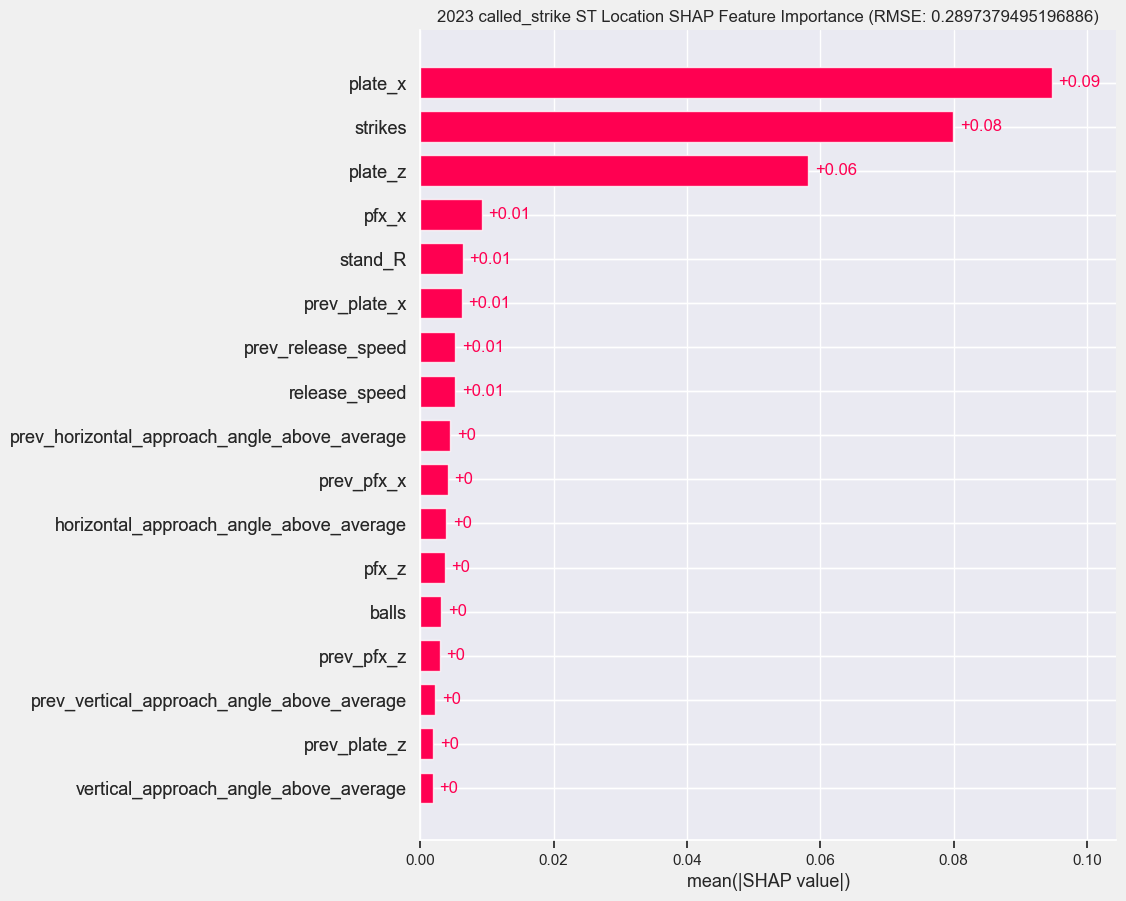 2023 called_strike ST Location SHAP Feature Importance (RMSE: 0.2897379495196886)
plate_x +0.09
strikes +0.08
plate_z +0.06
pfx_x +0.01
stand_R +0.01
prev_plate_x +0.01
prev_release_speed +0.01
release_speed +0.01
prev_horizontal_approach_angle_above_average +0
prev_pfx_x +0
horizontal_approach_angle_above_average +0
pfx_z +0
balls +0
prev_pfx_z +0
prev_vertical_approach_angle_above_average +0
prev_plate_z +0
vertical_approach_angle_above_average +0
0.00 0.02 0.04 0.06 0.08 0.10
mean(|SHAP value|)